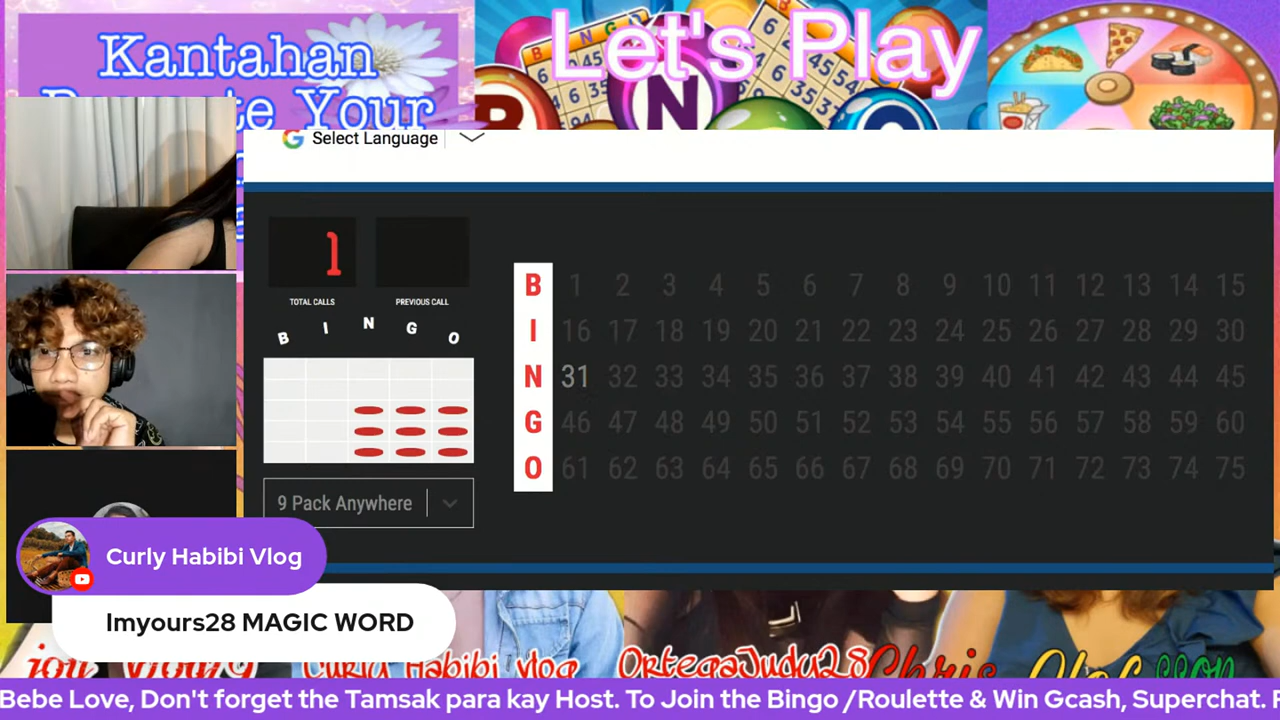 Kantahan
te Your
Let's Play
B N G
N
Select Language
1
TOTAL CALLS
PREVIOUS CALL
B I N G O
9 Pack Anywhere
B 1 2 3 4 5 6 7 8 9 10 11 12 13 14 15
I 16 17 18 19 20 21 22 23 24 25 26 27 28 29 30
N 31 32 33 34 35 36 37 38 39 40 41 42 43 44 45
G 46 47 48 49 50 51 52 53 54 55 56 57 58 59 60
O 61 62 63 64 65 66 67 68 69 70 71 72 73 74 75
Curly Habibi Vlog
Imyours28 MAGIC WORD
Curly Habibi vlog
OrtegaJudy28
Chris
Bebe Love, Don't forget the Tamsak para kay Host. To Join the Bingo /Roulette & Win Gcash, Superchat.